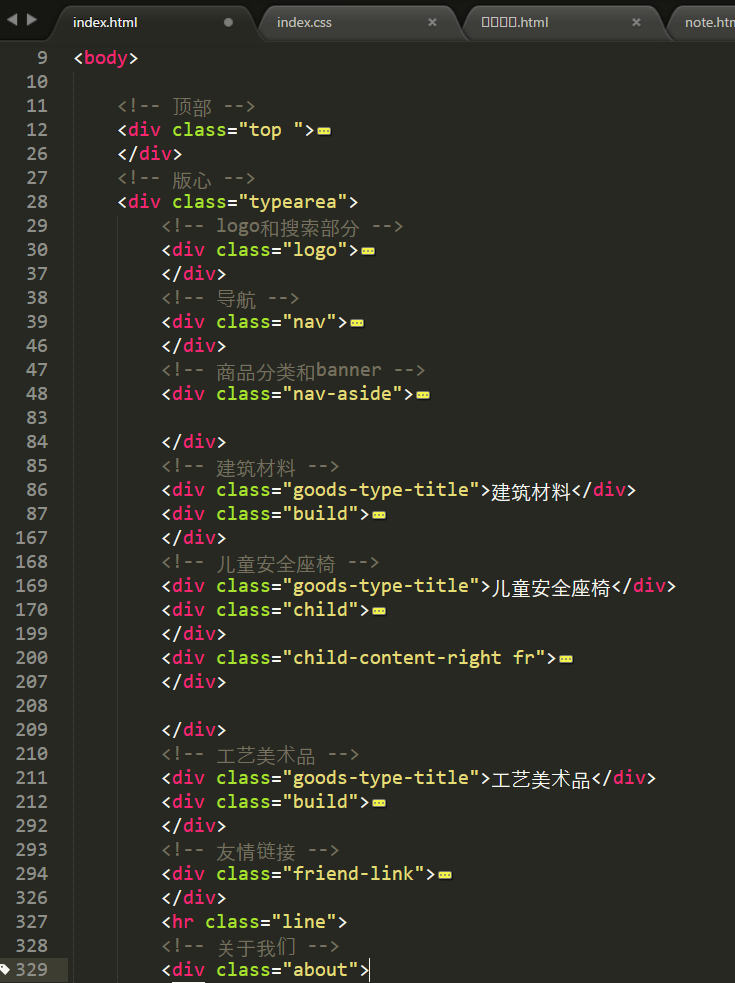 index.html
index.css
.html
note.htm
9 <body>
10
11 <!-- 顶部 -->
12 <div class="top ">
26 </div>
27 <!-- 版心 -->
28 <div class="typearea">
29 <!-- logo和搜索部分 -->
30 <div class="logo">
37 </div>
38 <!-- 导航 -->
39 <div class="nav">
46 </div>
47 <!-- 商品分类和banner -->
48 <div class="nav-aside">
83
84 </div>
85 <!-- 建筑材料 -->
86 <div class="goods-type-title">建筑材料</div>
87 <div class="build">
167 </div>
168 <!-- 儿童安全座椅 -->
169 <div class="goods-type-title">儿童安全座椅</div>
170 <div class="child">
199 </div>
200 <div class="child-content-right fr">
207 </div>
208
209 </div>
210 <!-- 工艺美术品 -->
211 <div class="goods-type-title">工艺美术品</div>
212 <div class="build">
292 </div>
293 <!-- 友情链接 -->
294 <div class="friend-link">
326 </div>
327 <hr class="line">
328 <!-- 关于我们 -->
329 <div class="about">